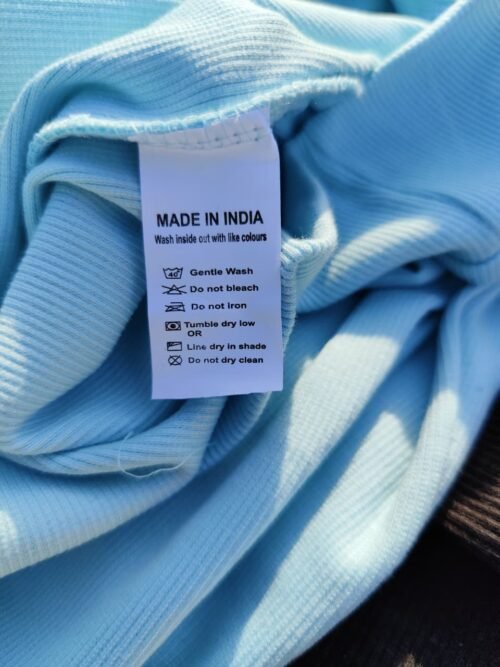 MADE IN INDIA
Wash inside out with like colours
40 Gentle Wash
Do not bleach
Do not iron
Tumble dry low
OR
Line dry in shade
Do not dry clean